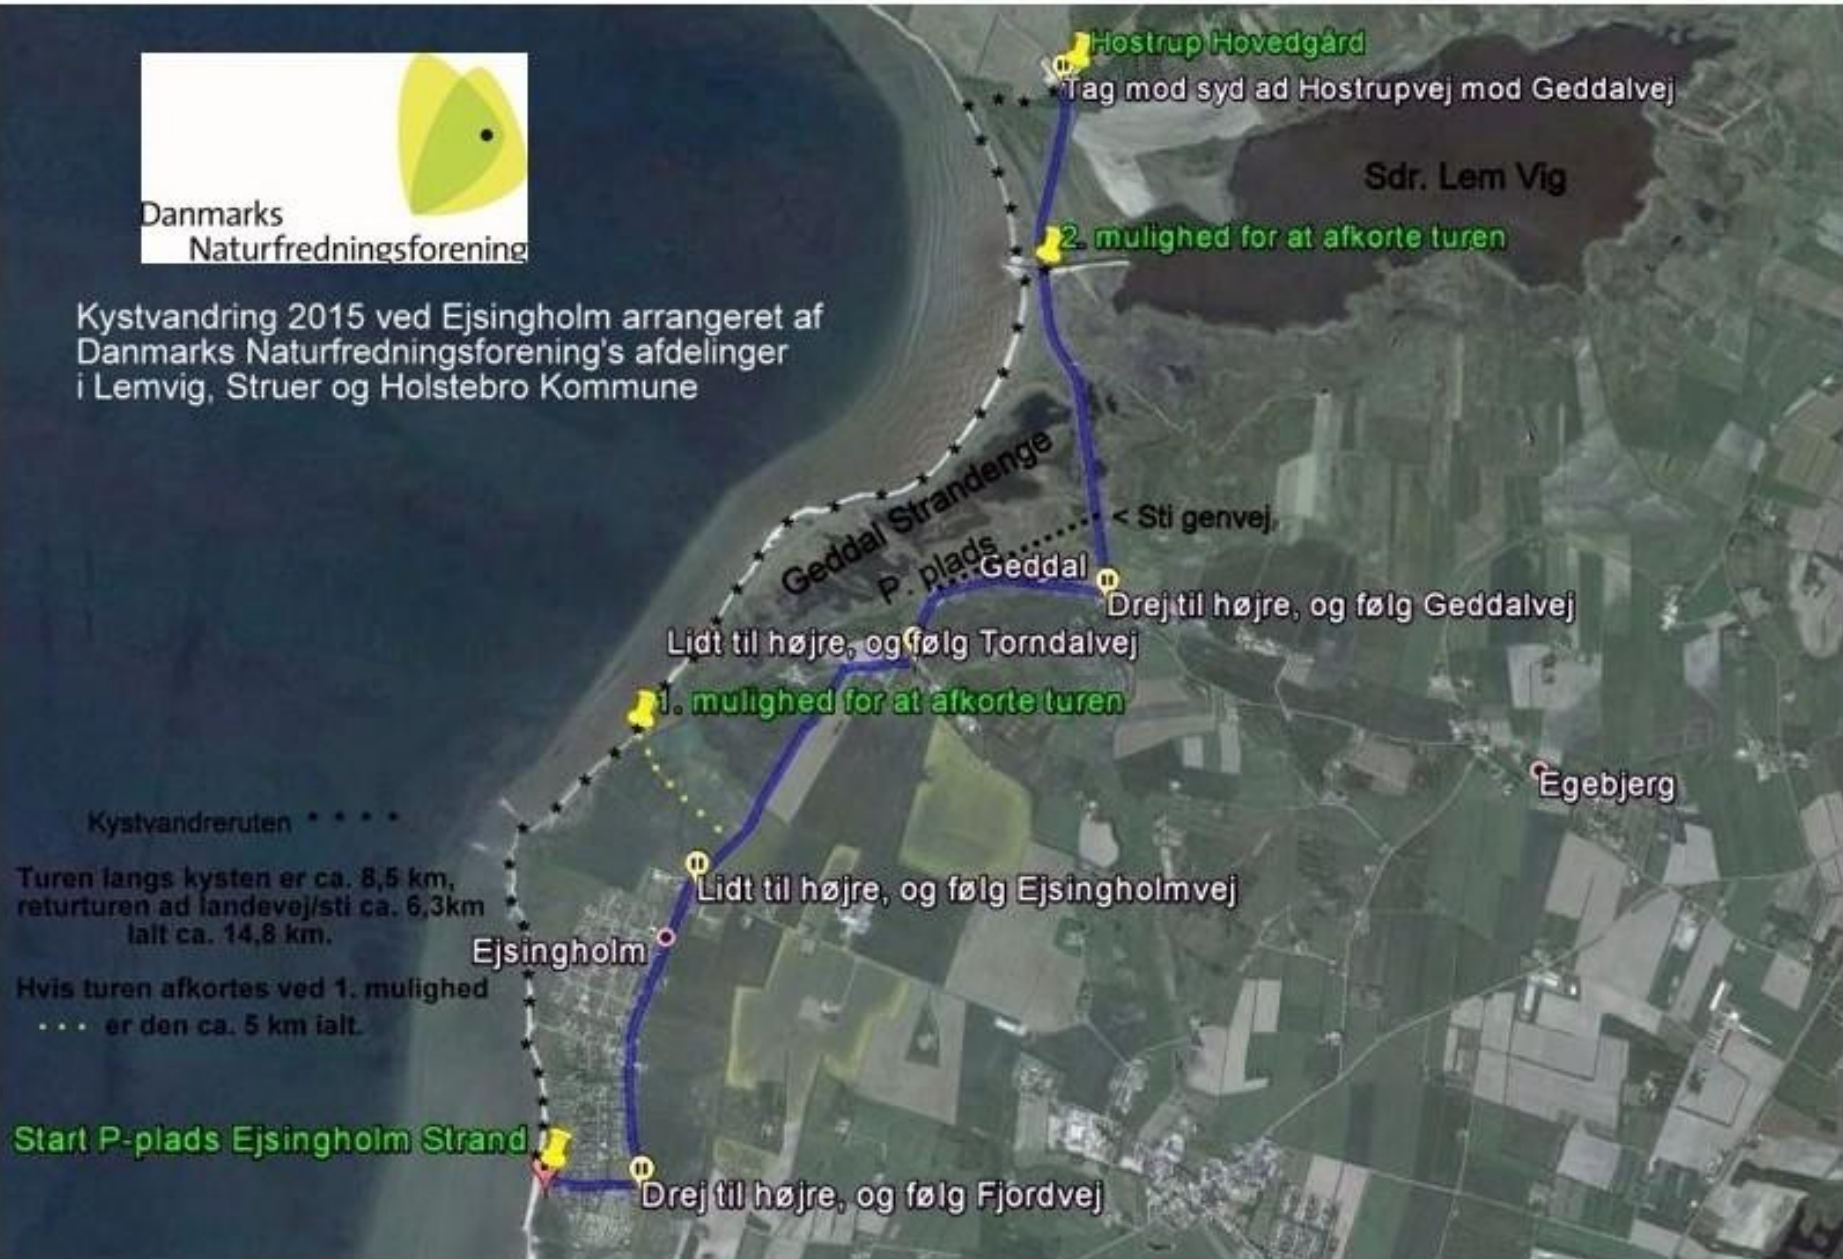 Hostrup Hovedgård
Tag mod syd ad Hostrupvej mod Geddalvej
Danmarks
Naturfredningsforening
Sdr. Lem Vig
2. mulighed for at afkorte turen
Kystvandring 2015 ved Ejsingholm arrangeret af
Danmarks Naturfredningsforening's afdelinger
i Lemvig, Struer og Holstebro Kommune
Geddal Strandenge
< Sti genvej
P. plads
Geddal
Drej til højre, og følg Geddalvej
Lidt til højre, og følg Torndalvej
1. mulighed for at afkorte turen
Egebjerg
Kystvandreruten
Turen langs kysten er ca. 8,5 km,
returturen ad landevej/sti ca. 6,3km
Ialt ca. 14,8 km.
Lidt til højre, og følg Ejsingholmvej
Ejsingholm
Hvis turen afkortes ved 1. mulighed
er den ca. 5 km ialt.
Start P-plads Ejsingholm Strand
Drej til højre, og følg Fjordvej